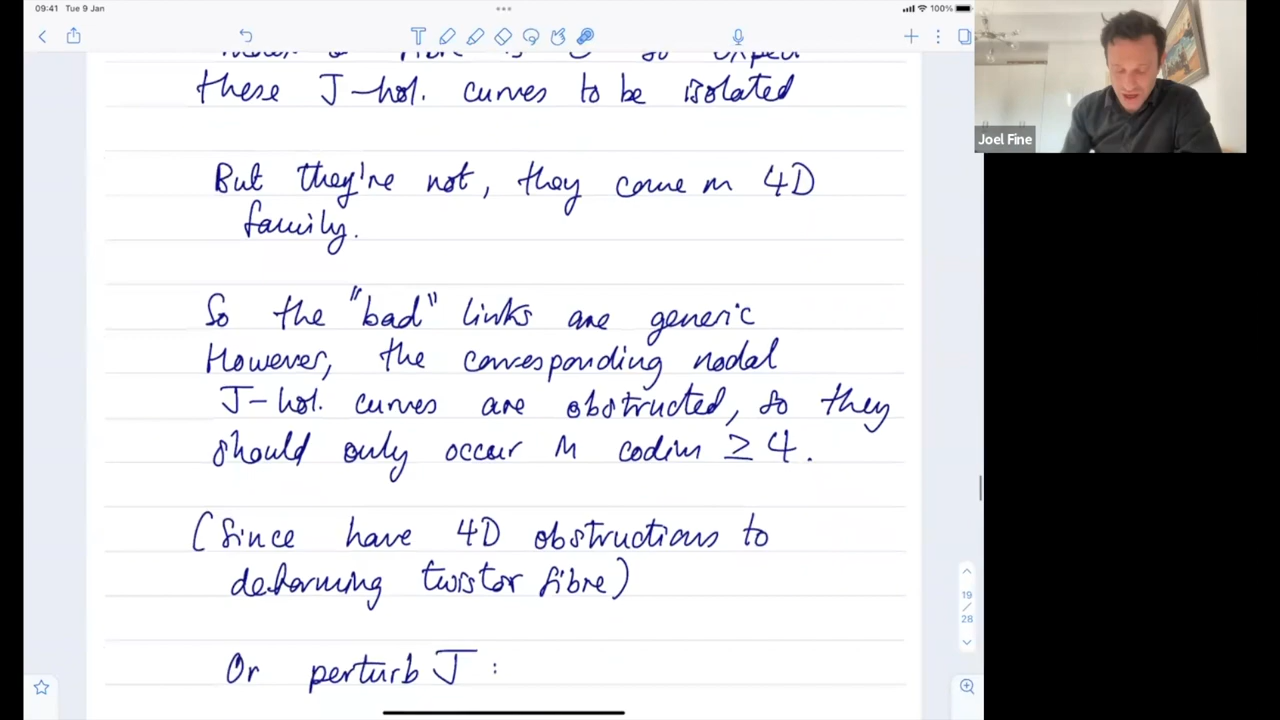 09:41 Tue 9 Jan
100%
these J-hol. curves to be isolated
But they're not, they come in 4D
family.
So the "bad" links are generic
However, the corresponding nodal
J-hol. curves are obstructed, so they
should only occur in codim ≥ 4.
(Since have 4D obstructions to
deforming twistor fibre)
Or perturb J :
19
/
28
Joel Fine